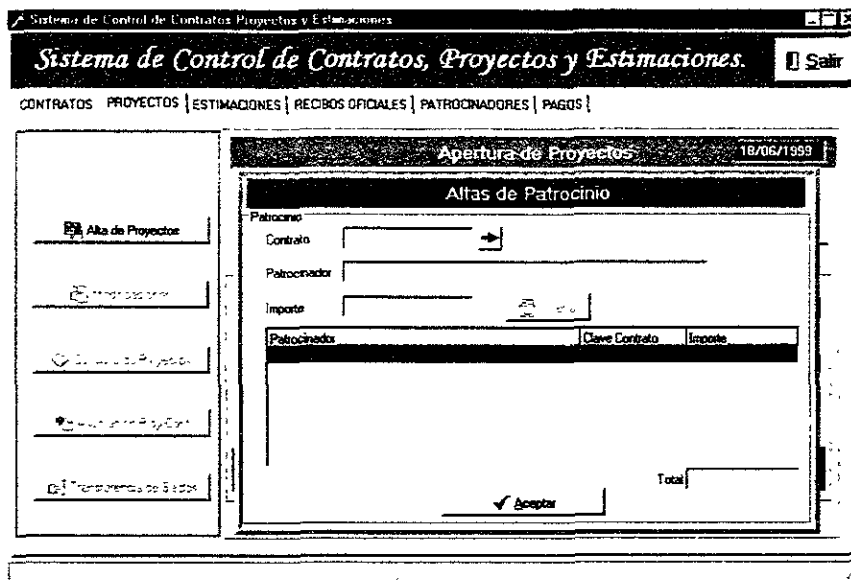 Sistema de Control de Contratos Proyectos y Estimaciones
Sistema de Control de Contratos, Proyectos y Estimaciones.
Salir
CONTRATOS PROYECTOS ESTIMACIONES RECIBOS OFICIALES PATROCINADORES PAGOS
Apertura de Proyectos 18/06/1999
Altas de Patrocinio
Patrocinio
Alta de Proyectos
Contrato
Patrocinador
Importe
Patrocinador Clave Contrato Importe
Total
Aceptar